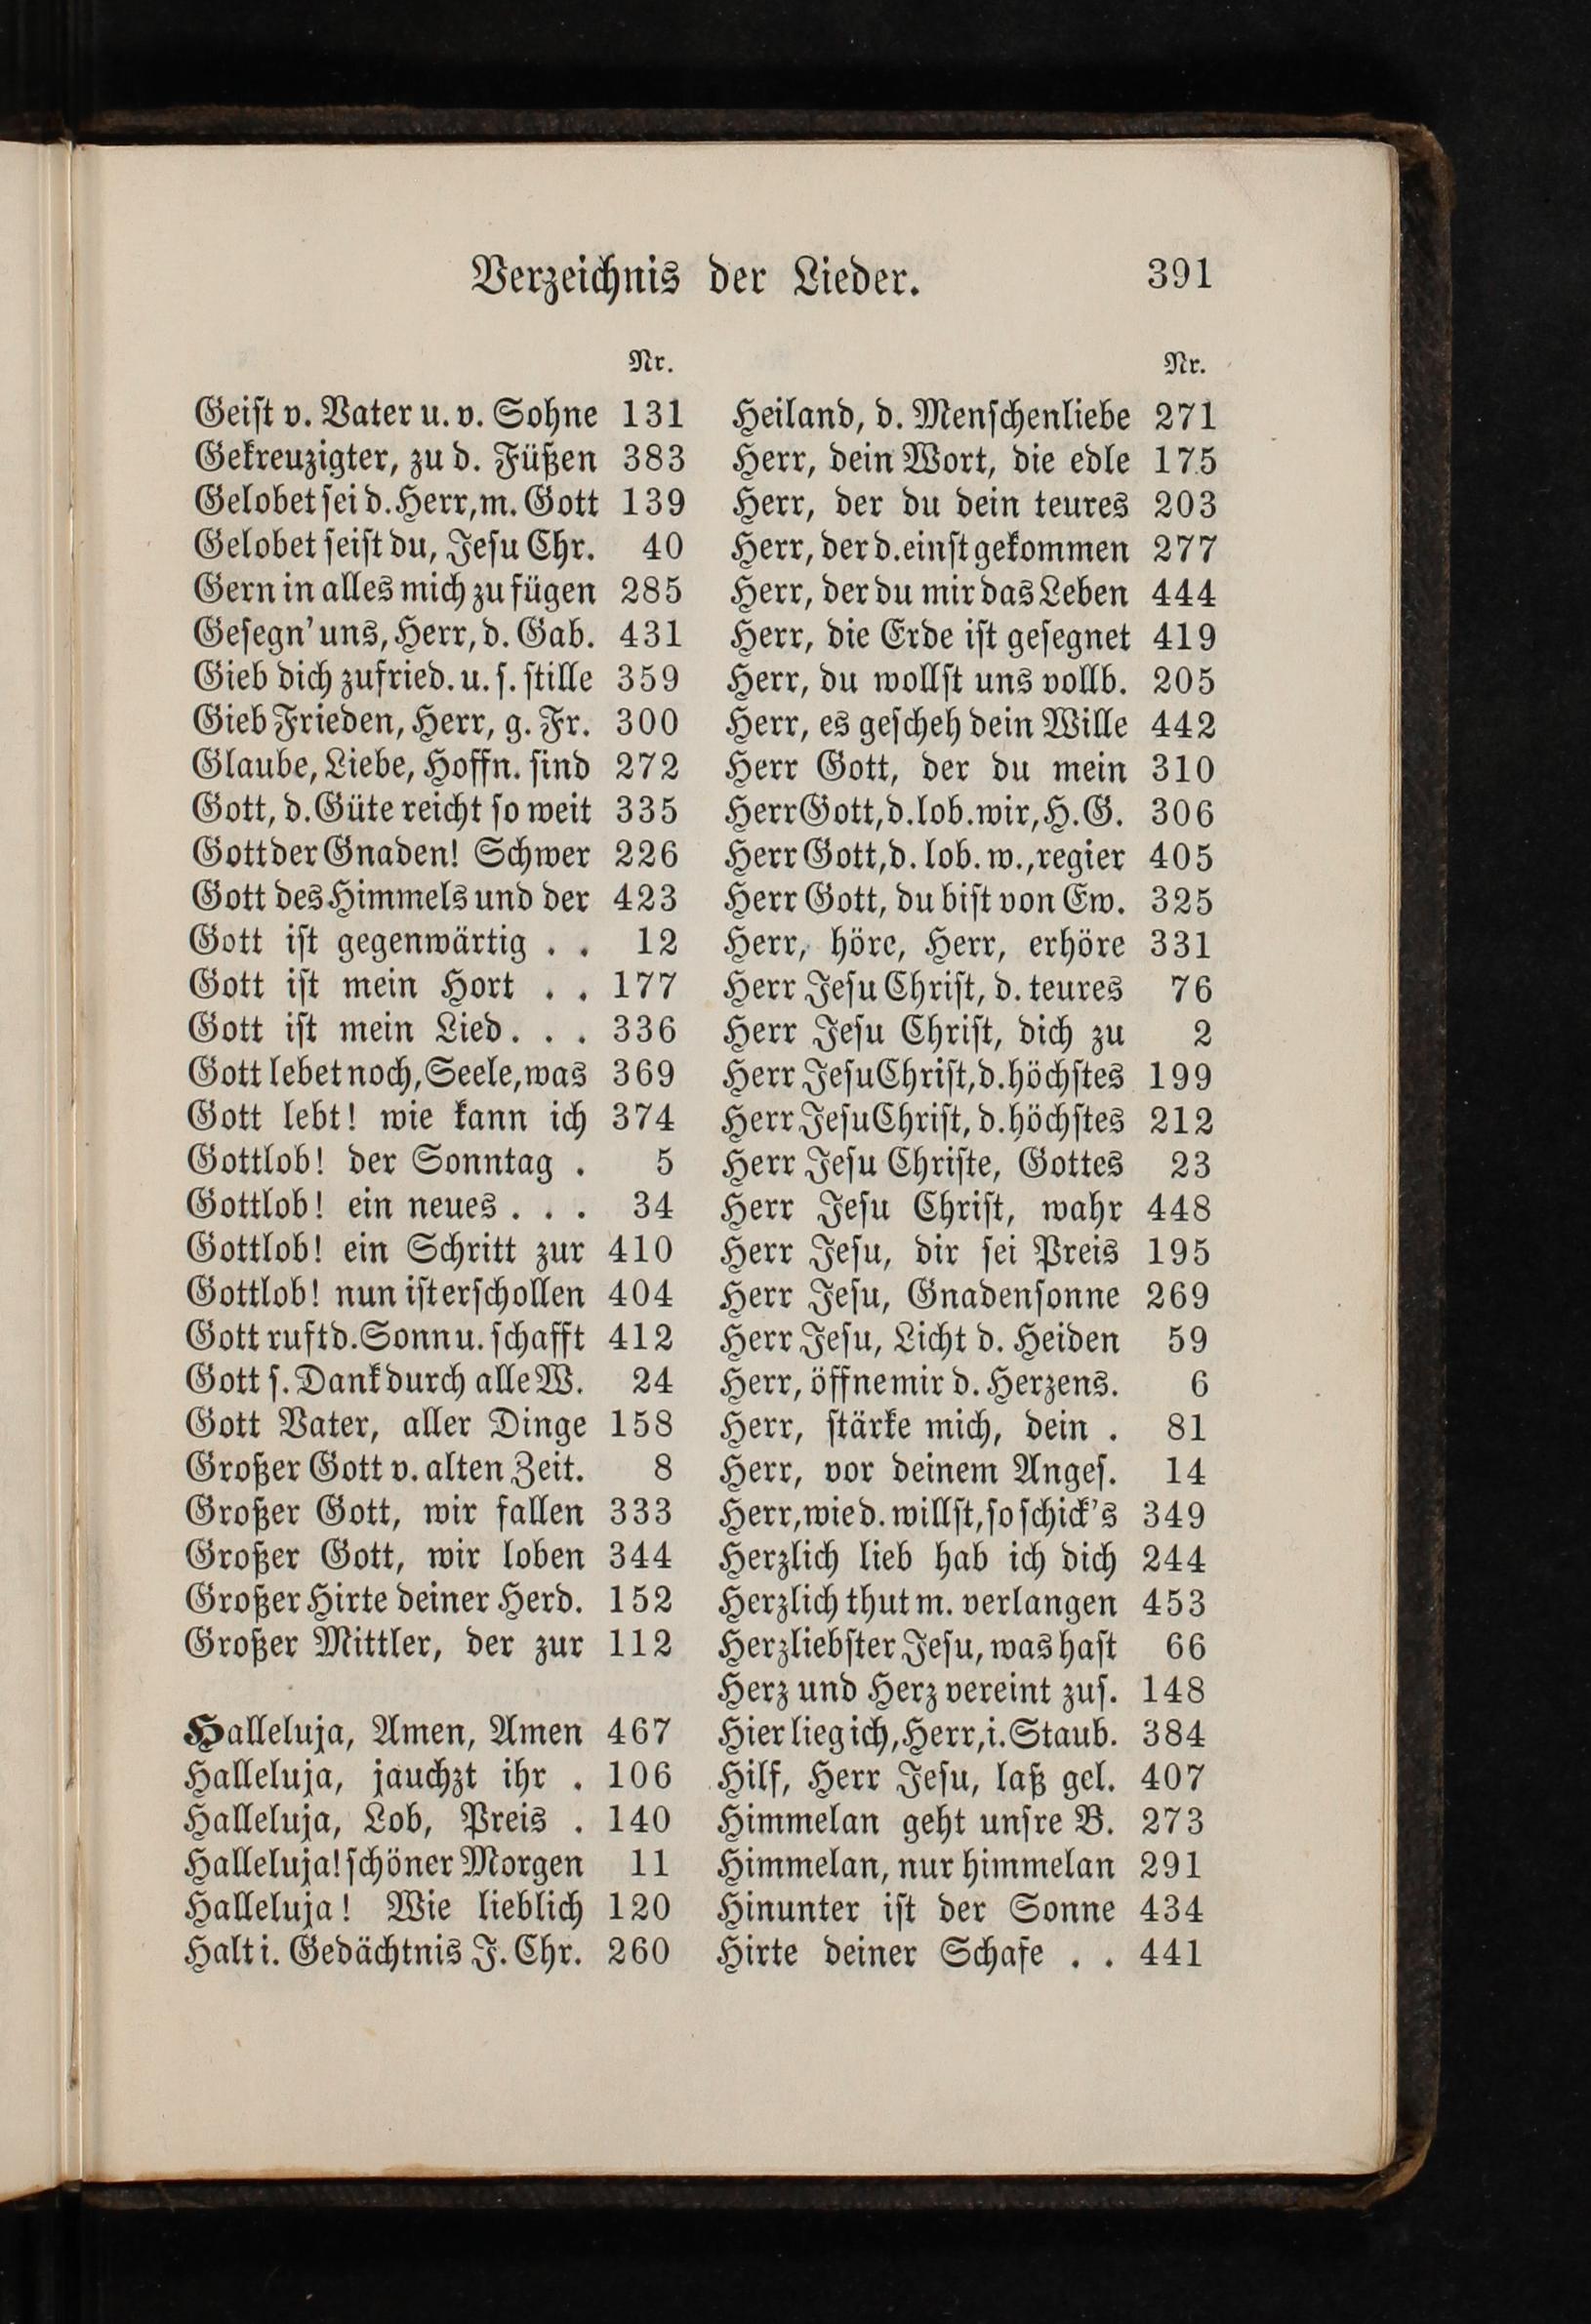 Verzeichnis der Lieder. 391
Nr.
Geist v. Vater u. v. Sohne 131
Gekreuzigter, zu d. Füßen 383
Gelobet sei d. Herr, m. Gott 139
Gelobet seist du, Jesu Chr. 40
Gern in alles mich zu fügen 285
Gesegn' uns, Herr, d. Gab. 431
Gieb dich zufried. u. s. stille 359
Gieb Frieden, Herr, g. Fr. 300
Glaube, Liebe, Hoffn. sind 272
Gott, d. Güte reicht so weit 335
Gott der Gnaden! Schwer 226
Gott des Himmels und der 423
Gott ist gegenwärtig . . 12
Gott ist mein Hort . . 177
Gott ist mein Lied . . . 336
Gott lebet noch, Seele, was 369
Gott lebt! wie kann ich 374
Gottlob! der Sonntag . 5
Gottlob! ein neues . . . 34
Gottlob! ein Schritt zur 410
Gottlob! nun ist erschollen 404
Gott ruft d. Sonn u. schafft 412
Gott s. Dank durch alle W. 24
Gott Vater, aller Dinge 158
Großer Gott v. alten Zeit. 8
Großer Gott, wir fallen 333
Großer Gott, wir loben 344
Großer Hirte deiner Herd. 152
Großer Mittler, der zur 112
Halleluja, Amen, Amen 467
Halleluja, jauchzt ihr . 106
Halleluja, Lob, Preis . 140
Halleluja! schöner Morgen 11
Halleluja! Wie lieblich 120
Halt i. Gedächtnis J. Chr. 260
Nr.
Heiland, d. Menschenliebe 271
Herr, dein Wort, die edle 175
Herr, der du dein teures 203
Herr, der d. einst gekommen 277
Herr, der du mir das Leben 444
Herr, die Erde ist gesegnet 419
Herr, du wollst uns vollb. 205
Herr, es gescheh dein Wille 442
Herr Gott, der du mein 310
Herr Gott, d. lob. wir, H. G. 306
Herr Gott, d. lob. w., regier 405
Herr Gott, du bist von Ew. 325
Herr, höre, Herr, erhöre 331
Herr Jesu Christ, d. teures 76
Herr Jesu Christ, dich zu 2
Herr Jesu Christ, d. höchstes 199
Herr Jesu Christ, d. höchstes 212
Herr Jesu Christe, Gottes 23
Herr Jesu Christ, wahr 448
Herr Jesu, dir sei Preis 195
Herr Jesu, Gnadensonne 269
Herr Jesu, Licht d. Heiden 59
Herr, öffne mir d. Herzens. 6
Herr, stärke mich, dein . 81
Herr, vor deinem Anges. 14
Herr, wie d. willst, so schick's 349
Herzlich lieb hab ich dich 244
Herzlich thut m. verlangen 453
Herzliebster Jesu, was hast 66
Herz und Herz vereint zus. 148
Hier lieg ich, Herr, i. Staub. 384
Hilf, Herr Jesu, laß gel. 407
Himmelan geht unsre B. 273
Himmelan, nur himmelan 291
Hinunter ist der Sonne 434
Hirte deiner Schafe . . 441